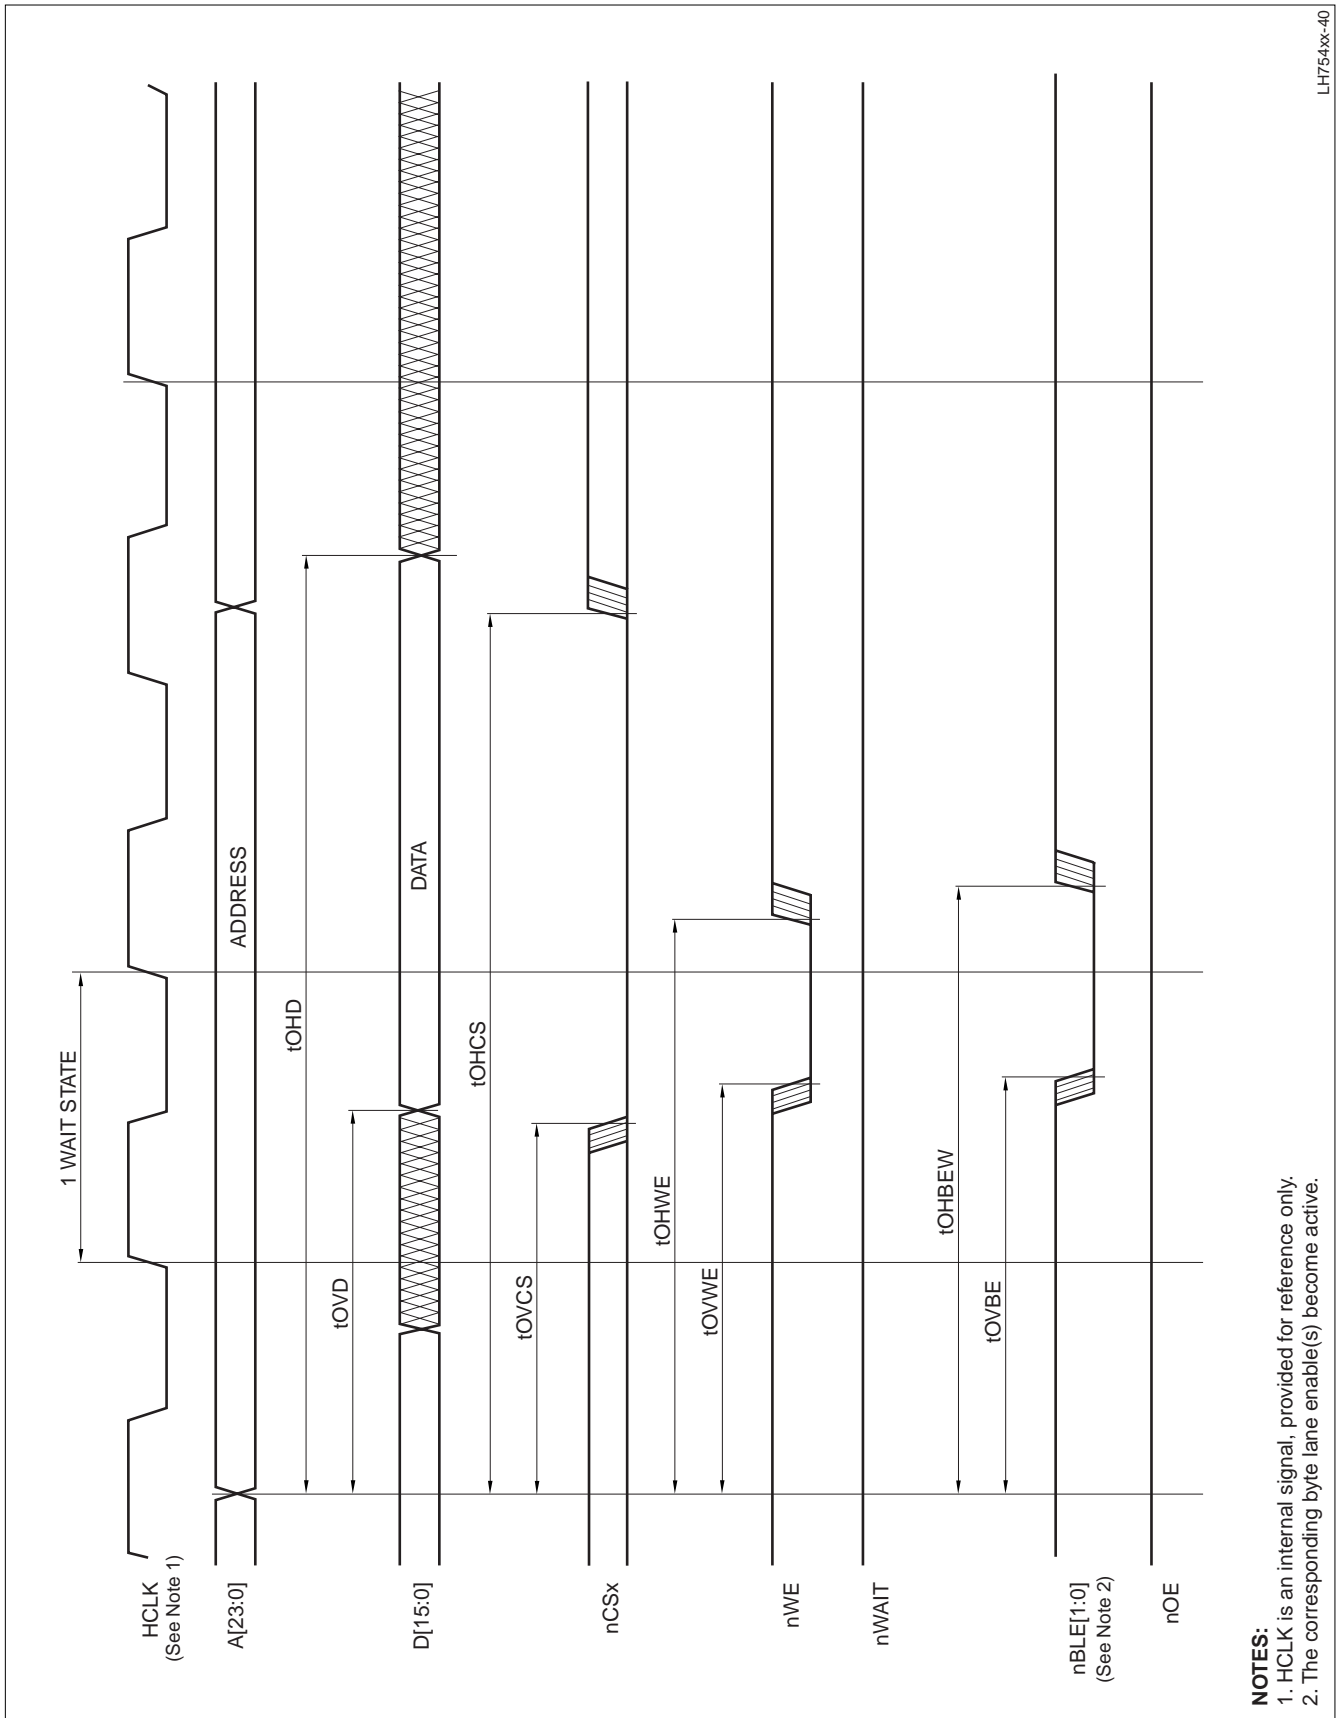 1 WAIT STATE
HCLK
(See Note 1)
A[23:0]
ADDRESS
tOHD
tOVD
D[15:0]
DATA
tOHCS
tOVCS
nCSx
tOHWE
tOVWE
nWE
nWAIT
tOHBEW
tOVBE
nBLE[1:0]
(See Note 2)
nOE
NOTES:
1. HCLK is an internal signal, provided for reference only.
2. The corresponding byte lane enable(s) become active.
LH754xx-40